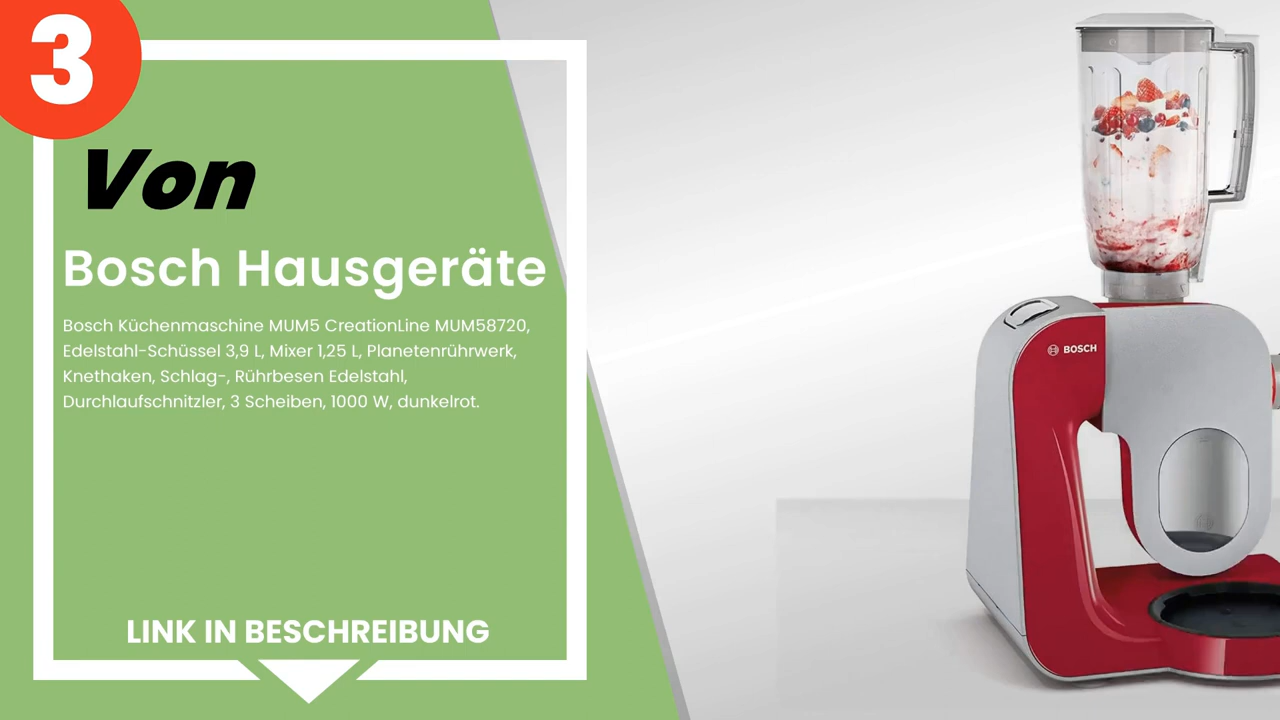 3
Von
Bosch Hausgeräte
Bosch Küchenmaschine MUM5 CreationLine MUM58720,
Edelstahl-Schüssel 3,9 L, Mixer 1,25 L, Planetenrührwerk,
Knethaken, Schlag-, Rührbesen Edelstahl,
Durchlaufschnitzler, 3 Scheiben, 1000 W, dunkelrot.
LINK IN BESCHREIBUNG
BOSCH